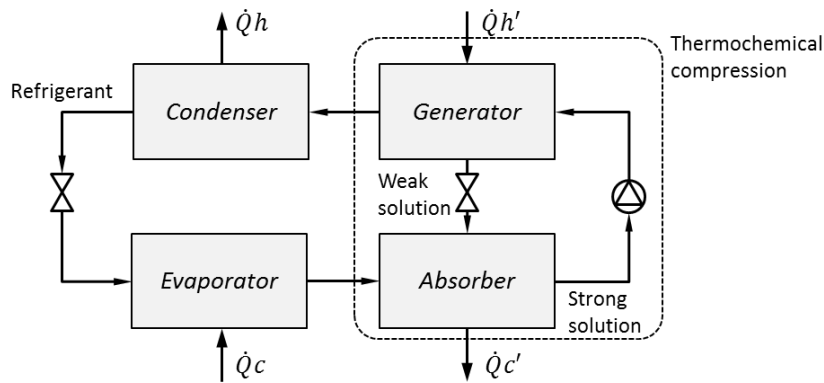 Q̇h
Q̇h′
Thermochemical
compression
Refrigerant
Condenser
Generator
Weak
solution
Evaporator
Absorber
Strong
solution
Q̇c
Q̇c′